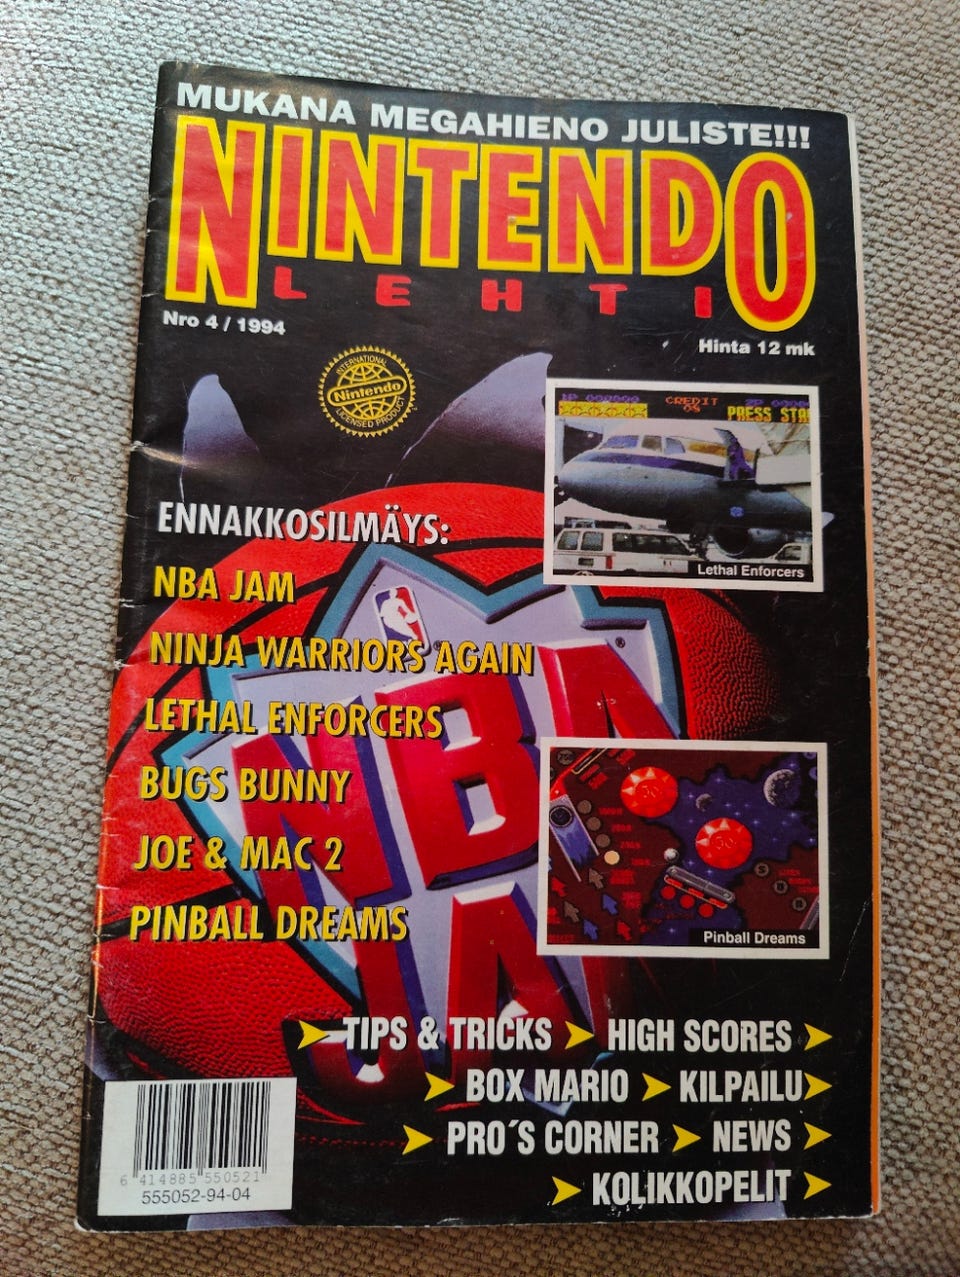 MUKANA MEGAHIENO JULISTE!!!
NINTENDO
LEHTI
Nro 4 / 1994
Hinta 12 mk
INTERNATIONAL
Nintendo
LICENSED PRODUCT
CREDIT
08
PRESS STA
Lethal Enforcers
ENNAKKOSILMÄYS:
NBA JAM
NINJA WARRIORS AGAIN
LETHAL ENFORCERS
BUGS BUNNY
JOE & MAC 2
PINBALL DREAMS
NBA
JAM
Pinball Dreams
TIPS & TRICKS HIGH SCORES
BOX MARIO KILPAILU
PRO´S CORNER NEWS
KOLIKKOPELIT
6 414885 550521
555052-94-04